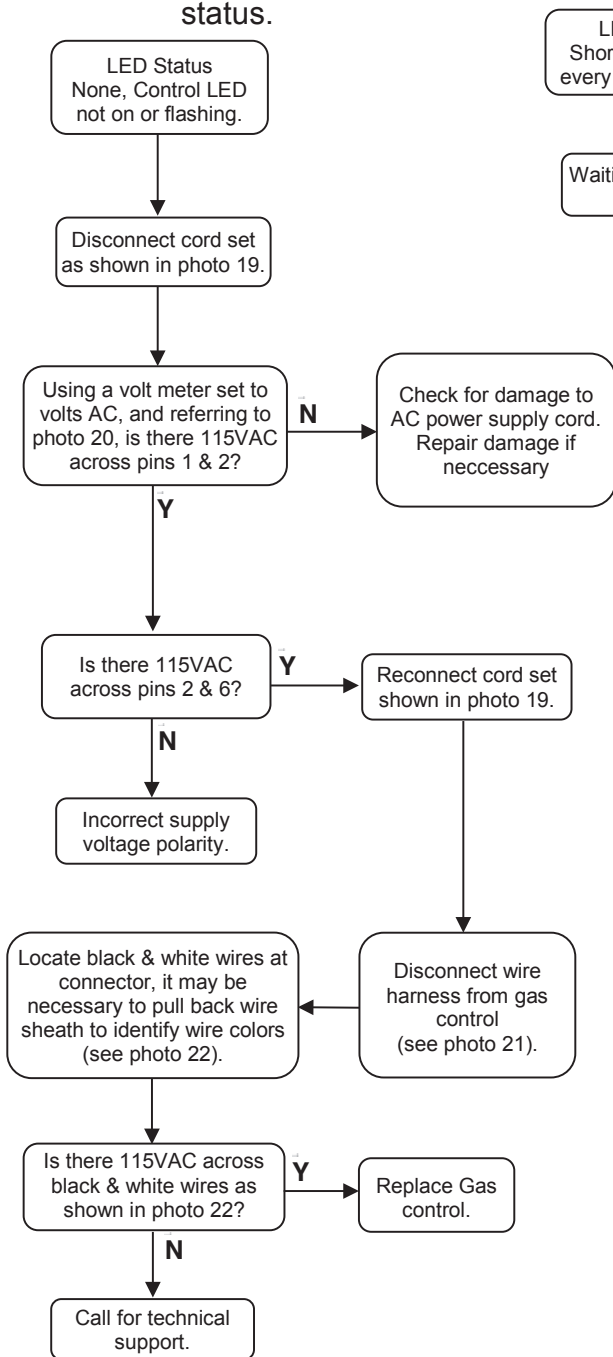 status.
LED Status
None, Control LED
not on or flashing.
Shor
every
Disconnect cord set
as shown in photo 19.
Using a volt meter set to
volts AC, and referring to
photo 20, is there 115VAC
across pins 1 & 2?
N
Check for damage to
AC power supply cord.
Repair damage if
neccessary
Y
Is there 115VAC
across pins 2 & 6?
Y
Reconnect cord set
shown in photo 19.
N
Incorrect supply
voltage polarity.
Disconnect wire
harness from gas
control
(see photo 21).
Locate black & white wires at
connector, it may be
necessary to pull back wire
sheath to identify wire colors
(see photo 22).
Is there 115VAC across
black & white wires as
shown in photo 22?
Y
Replace Gas
control.
N
Call for technical
support.